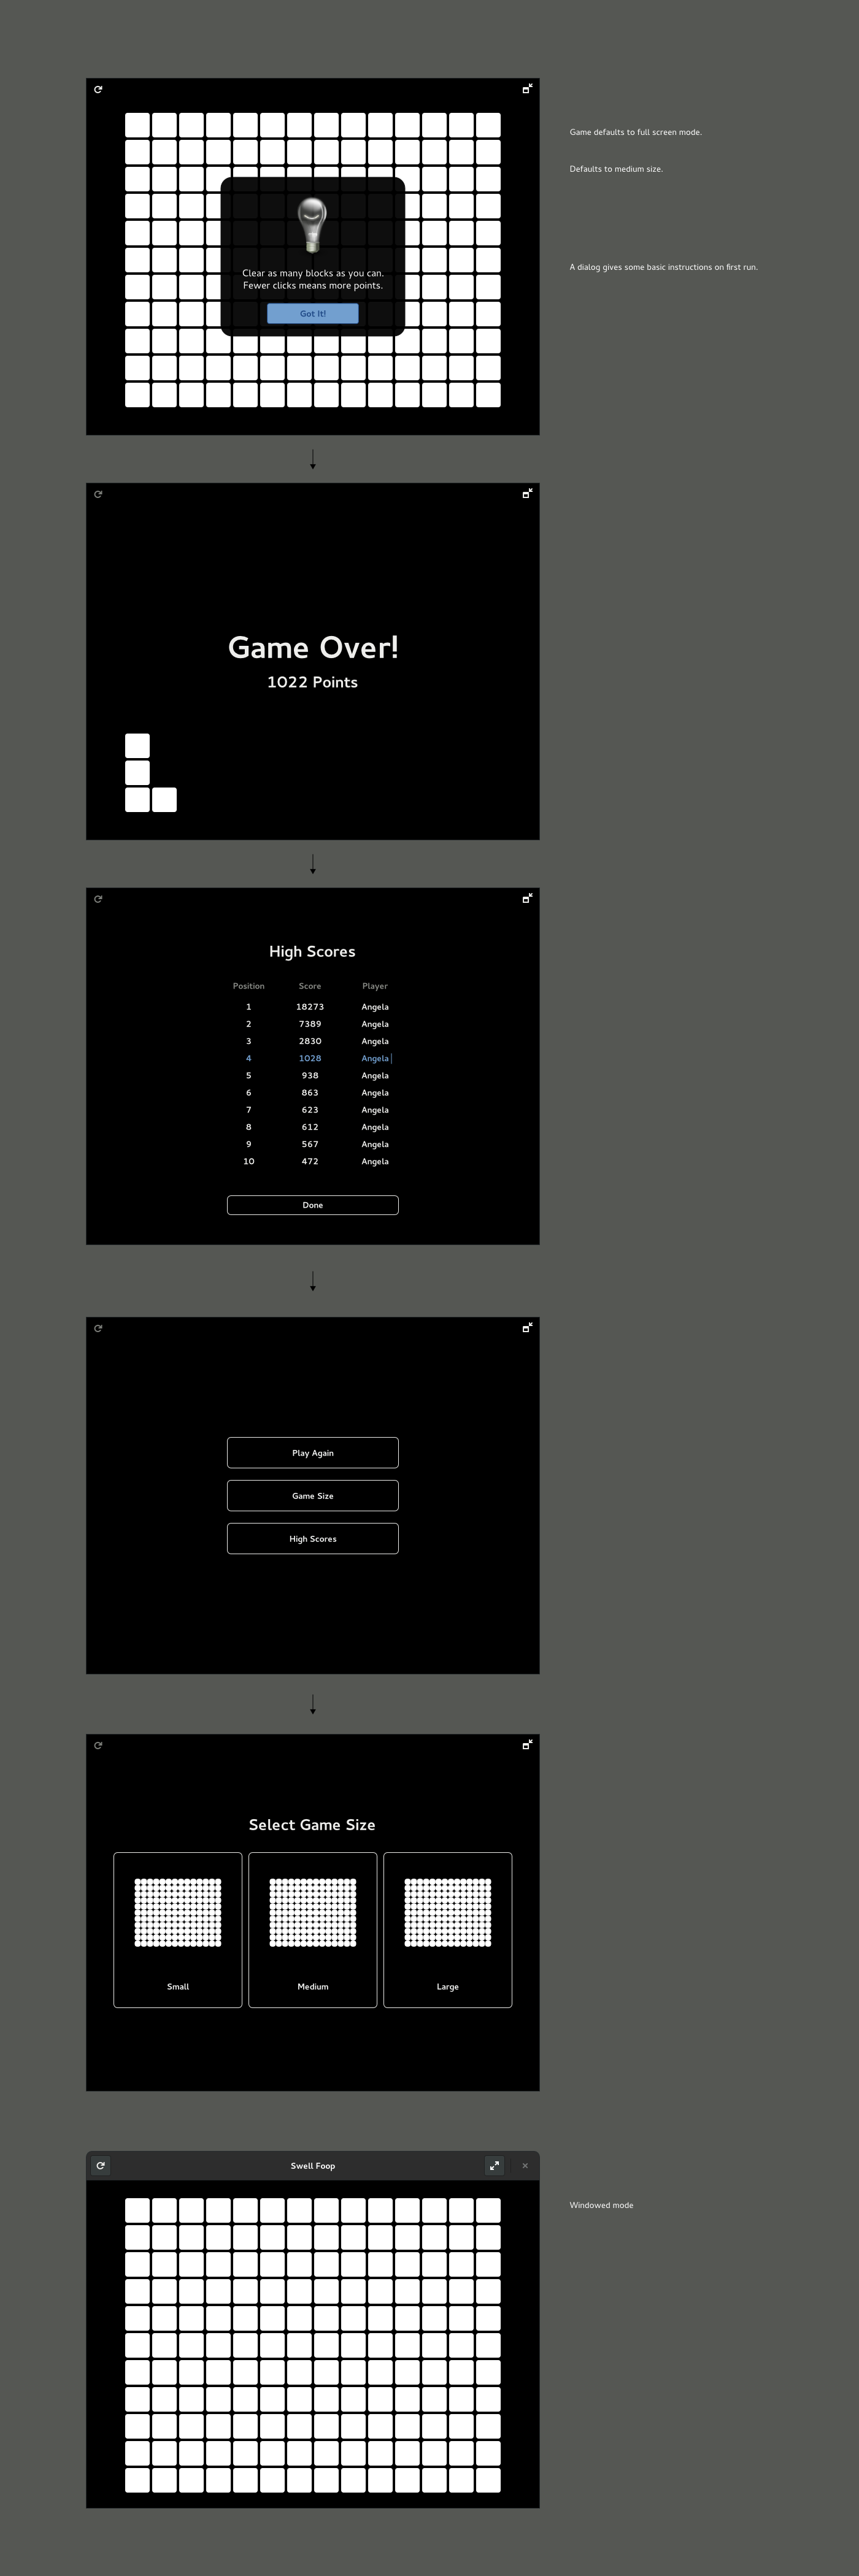 Game defaults to full screen mode.
Defaults to medium size.
A dialog gives some basic instructions on first run.
Clear as many blocks as you can.
Fewer clicks means more points.
Got It!
Game Over!
1022 Points
High Scores
Position Score Player
1 18273 Angela
2 7389 Angela
3 2830 Angela
4 1028 Angela
5 938 Angela
6 863 Angela
7 623 Angela
8 612 Angela
9 567 Angela
10 472 Angela
Done
Play Again
Game Size
High Scores
Select Game Size
Small Medium Large
Swell Foop
Windowed mode